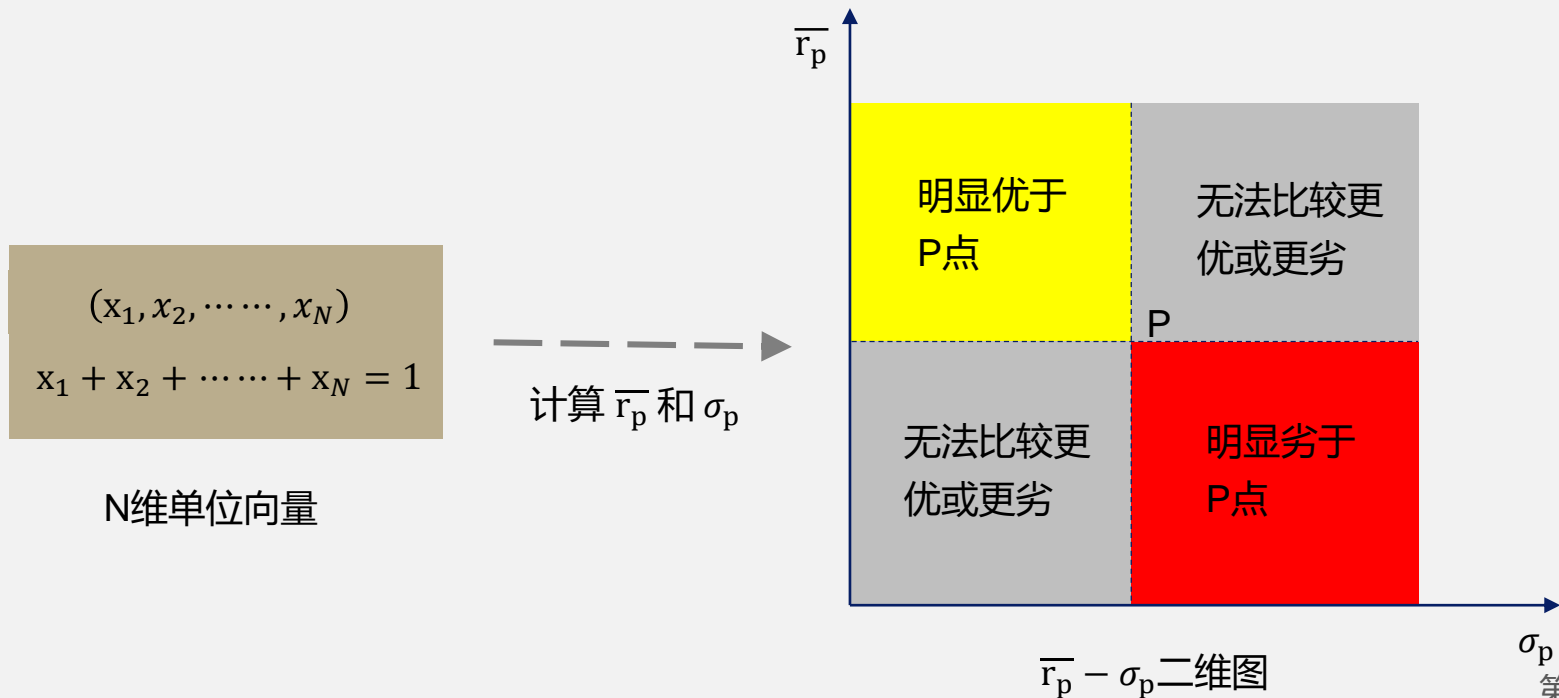 (x₁, x₂, ⋯⋯, x_N)
x₁ + x₂ + ⋯⋯ + x_N = 1
N维单位向量
计算 r̅ₚ 和 σₚ
r̅ₚ
明显优于
P点
无法比较更
优或更劣
P
无法比较更
优或更劣
明显劣于
P点
σₚ
r̅ₚ − σₚ二维图
第